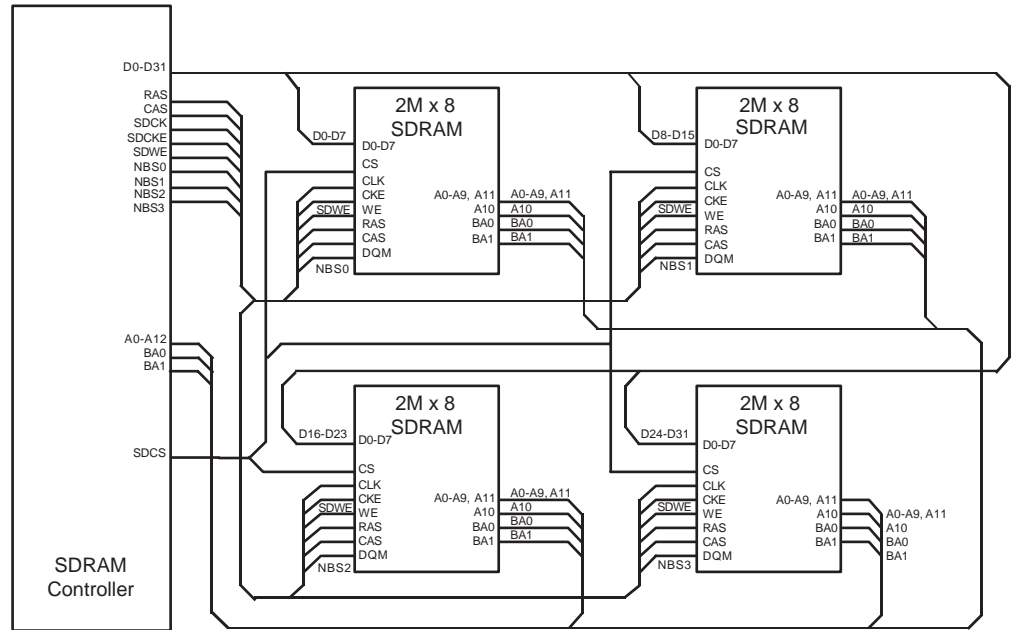 D0-D31
RAS
CAS
SDCK
SDCKE
SDWE
NBS0
NBS1
NBS2
NBS3
A0-A12
BA0
BA1
SDCS
SDRAM
Controller
2M x 8
SDRAM
D0-D7
D0-D7
CS
CLK
CKE
SDWE
WE
RAS
CAS
DQM
NBS0
A0-A9, A11
A0-A9, A11
A10
A10
BA0
BA0
BA1
BA1
2M x 8
SDRAM
D8-D15
D0-D7
CS
CLK
CKE
SDWE
WE
RAS
CAS
DQM
NBS1
A0-A9, A11
A0-A9, A11
A10
A10
BA0
BA0
BA1
BA1
2M x 8
SDRAM
D16-D23
D0-D7
CS
CLK
CKE
SDWE
WE
RAS
CAS
DQM
NBS2
A0-A9, A11
A0-A9, A11
A10
A10
BA0
BA0
BA1
BA1
2M x 8
SDRAM
D24-D31
D0-D7
CS
CLK
CKE
SDWE
WE
RAS
CAS
DQM
NBS3
A0-A9, A11
A0-A9, A11
A10
A10
BA0
BA0
BA1
BA1